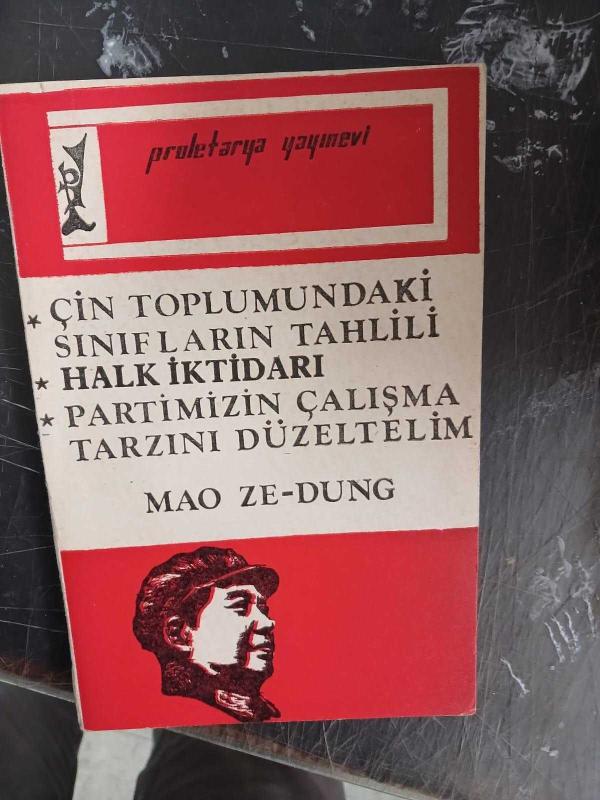 proletarya yayınevi
* ÇİN TOPLUMUNDAKİ
SINIFLARIN TAHLİLİ
* HALK İKTİDARI
* PARTİMİZİN ÇALIŞMA
TARZINI DÜZELTELİM
MAO ZE-DUNG